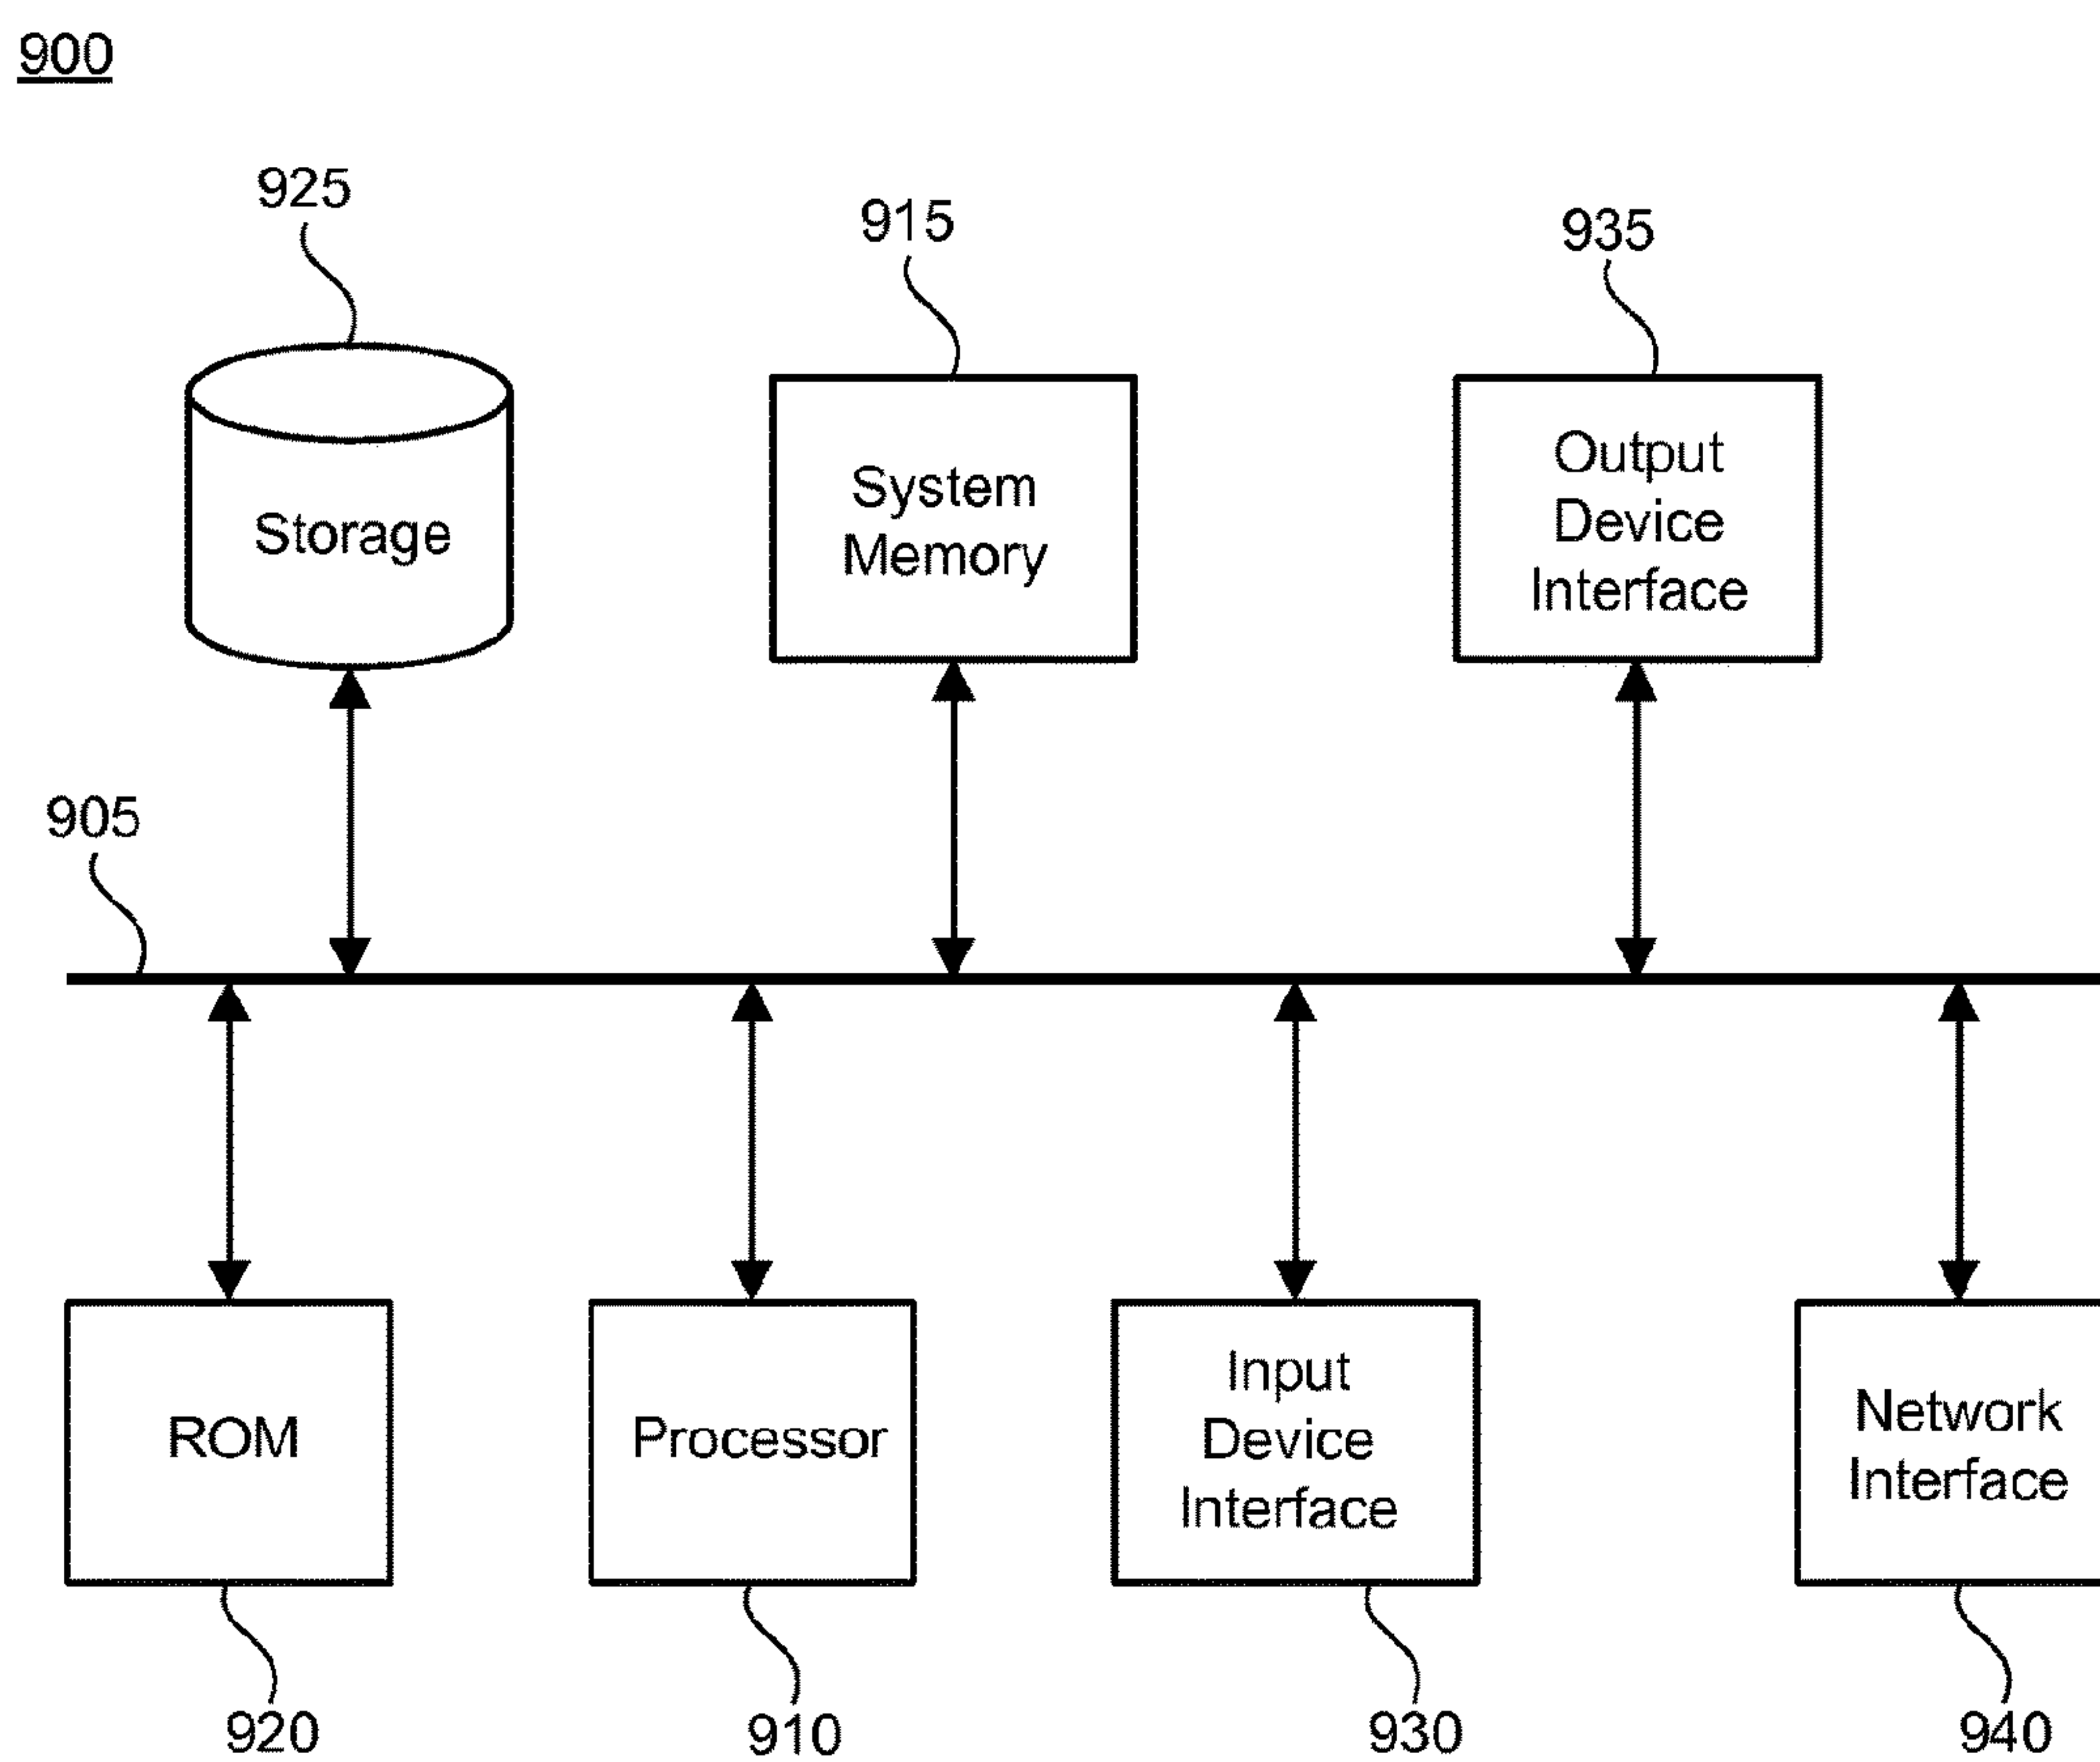 900
925
915
935
Storage
System
Memory
Output
Device
Interface
905
ROM
Processor
Input
Device
Interface
Network
Interface
920
910
930
940